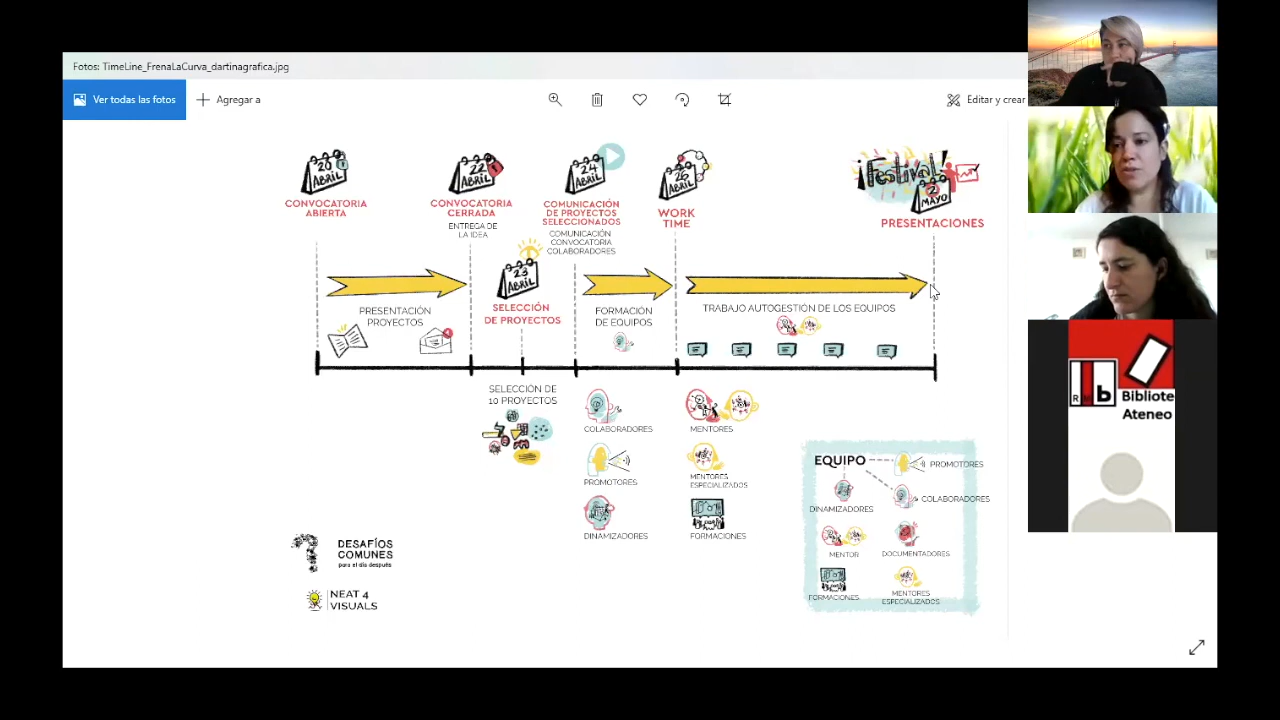 Fotos: TimeLine_FrenaLaCurva_dartinagrafica.jpg
Ver todas las fotos
Agregar a
Editar y crear
20
ABRIL
CONVOCATORIA
ABIERTA
22
ABRIL
CONVOCATORIA
CERRADA
ENTREGA DE
LA IDEA
24
ABRIL
COMUNICACIÓN
DE PROYECTOS
SELECCIONADOS
COMUNICACIÓN
CONVOCATORIA
COLABORADORES
26
ABRIL
WORK
TIME
¡Festival!
2
MAYO
PRESENTACIONES
23
ABRIL
SELECCIÓN
DE PROYECTOS
PRESENTACIÓN
PROYECTOS
FORMACIÓN
DE EQUIPOS
TRABAJO AUTOGESTIÓN DE LOS EQUIPOS
SELECCIÓN DE
10 PROYECTOS
COLABORADORES
PROMOTORES
DINAMIZADORES
MENTORES
MENTORES
ESPECIALIZADOS
FORMACIONES
EQUIPO
PROMOTORES
COLABORADORES
DINAMIZADORES
MENTOR
DOCUMENTADORES
FORMACIONES
MENTORES
ESPECIALIZADOS
DESAFÍOS
COMUNES
para el día después
NEAT 4
VISUALS
R M b
Bibliote
Ateneo